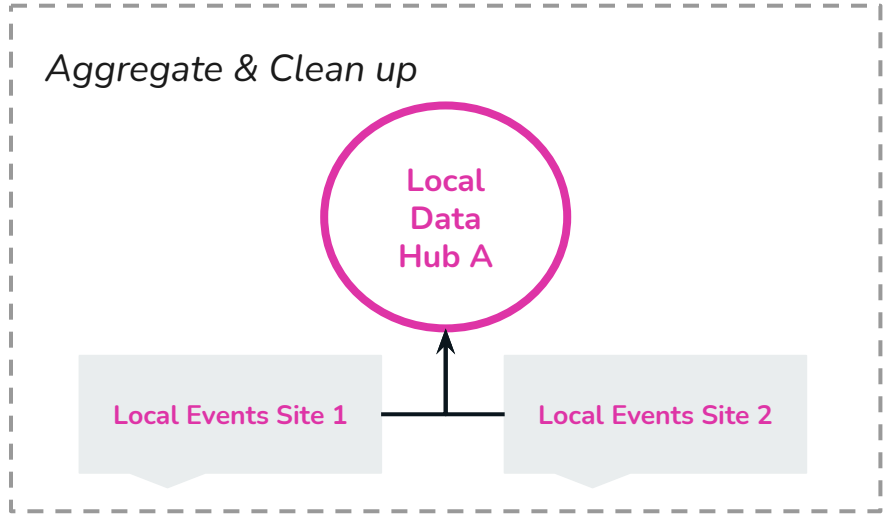 Aggregate & Clean up
Local
Data
Hub A
Local Events Site 1
Local Events Site 2